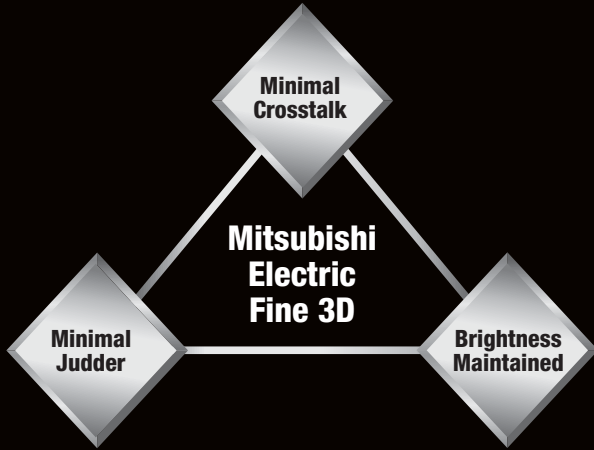 Minimal
Crosstalk
Mitsubishi
Electric
Fine 3D
Minimal
Judder
Brightness
Maintained